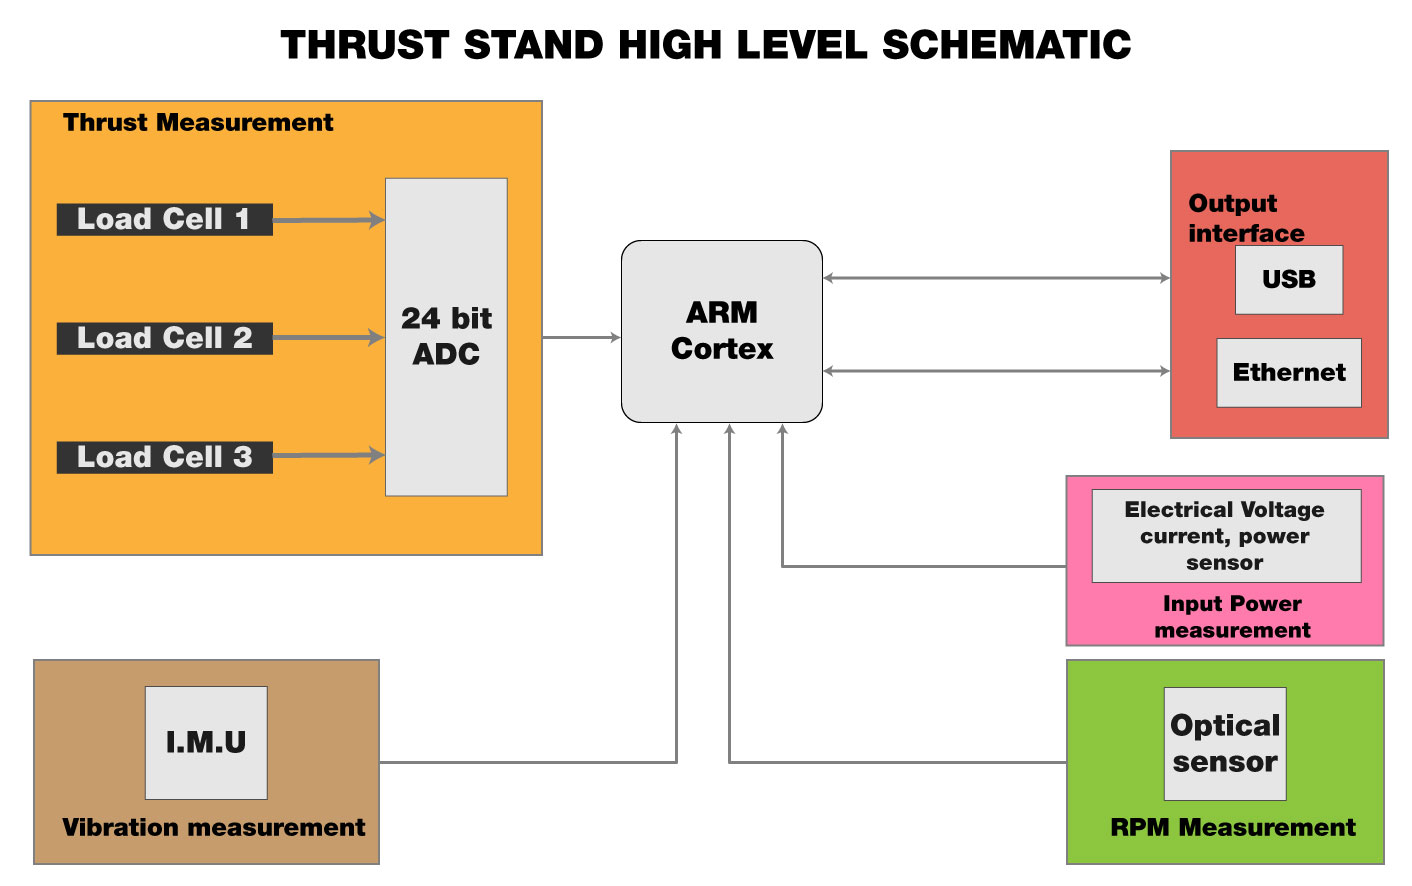 THRUST STAND HIGH LEVEL SCHEMATIC
Thrust Measurement
Load Cell 1
Load Cell 2
Load Cell 3
24 bit
ADC
ARM
Cortex
Output
interface
USB
Ethernet
Electrical Voltage
current, power
sensor
Input Power
measurement
I.M.U
Vibration measurement
Optical
sensor
RPM Measurement